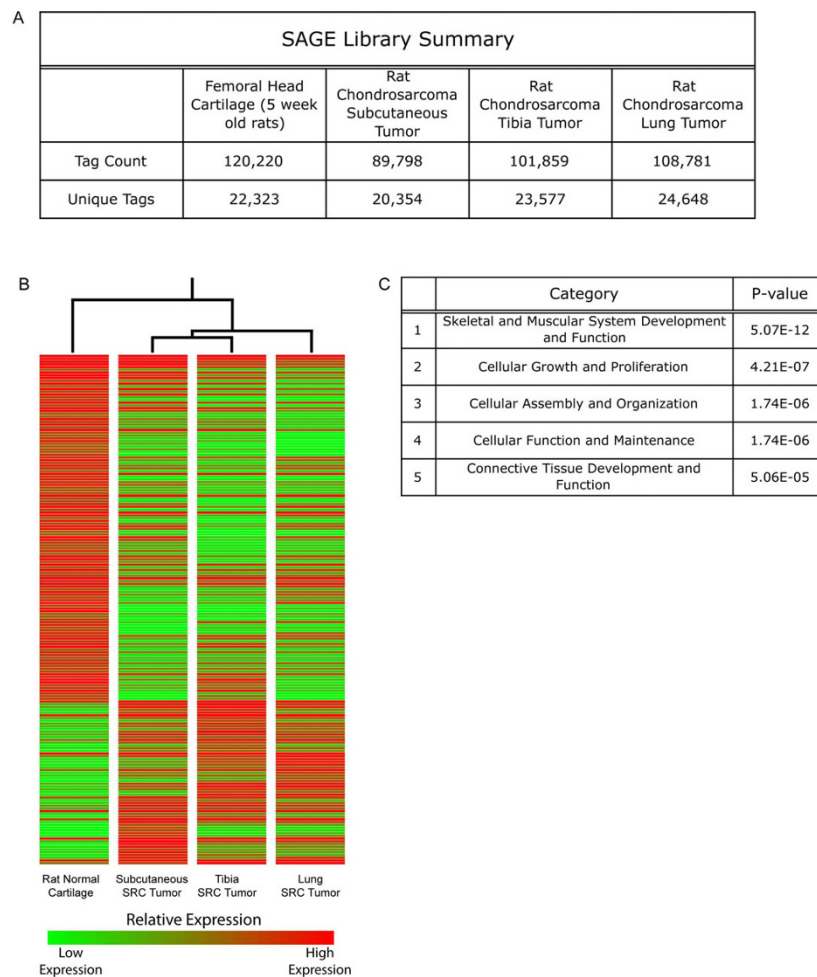 A
SAGE Library Summary
Femoral Head
Cartilage (5 week
old rats)
Rat
Chondrosarcoma
Subcutaneous
Tumor
Rat
Chondrosarcoma
Tibia Tumor
Rat
Chondrosarcoma
Lung Tumor
Tag Count 120,220 89,798 101,859 108,781
Unique Tags 22,323 20,354 23,577 24,648
B
Rat Normal
Cartilage
Subcutaneous
SRC Tumor
Tibia
SRC Tumor
Lung
SRC Tumor
Relative Expression
Low
Expression
High
Expression
C
Category P-value
1 Skeletal and Muscular System Development
and Function 5.07E-12
2 Cellular Growth and Proliferation 4.21E-07
3 Cellular Assembly and Organization 1.74E-06
4 Cellular Function and Maintenance 1.74E-06
5 Connective Tissue Development and
Function 5.06E-05